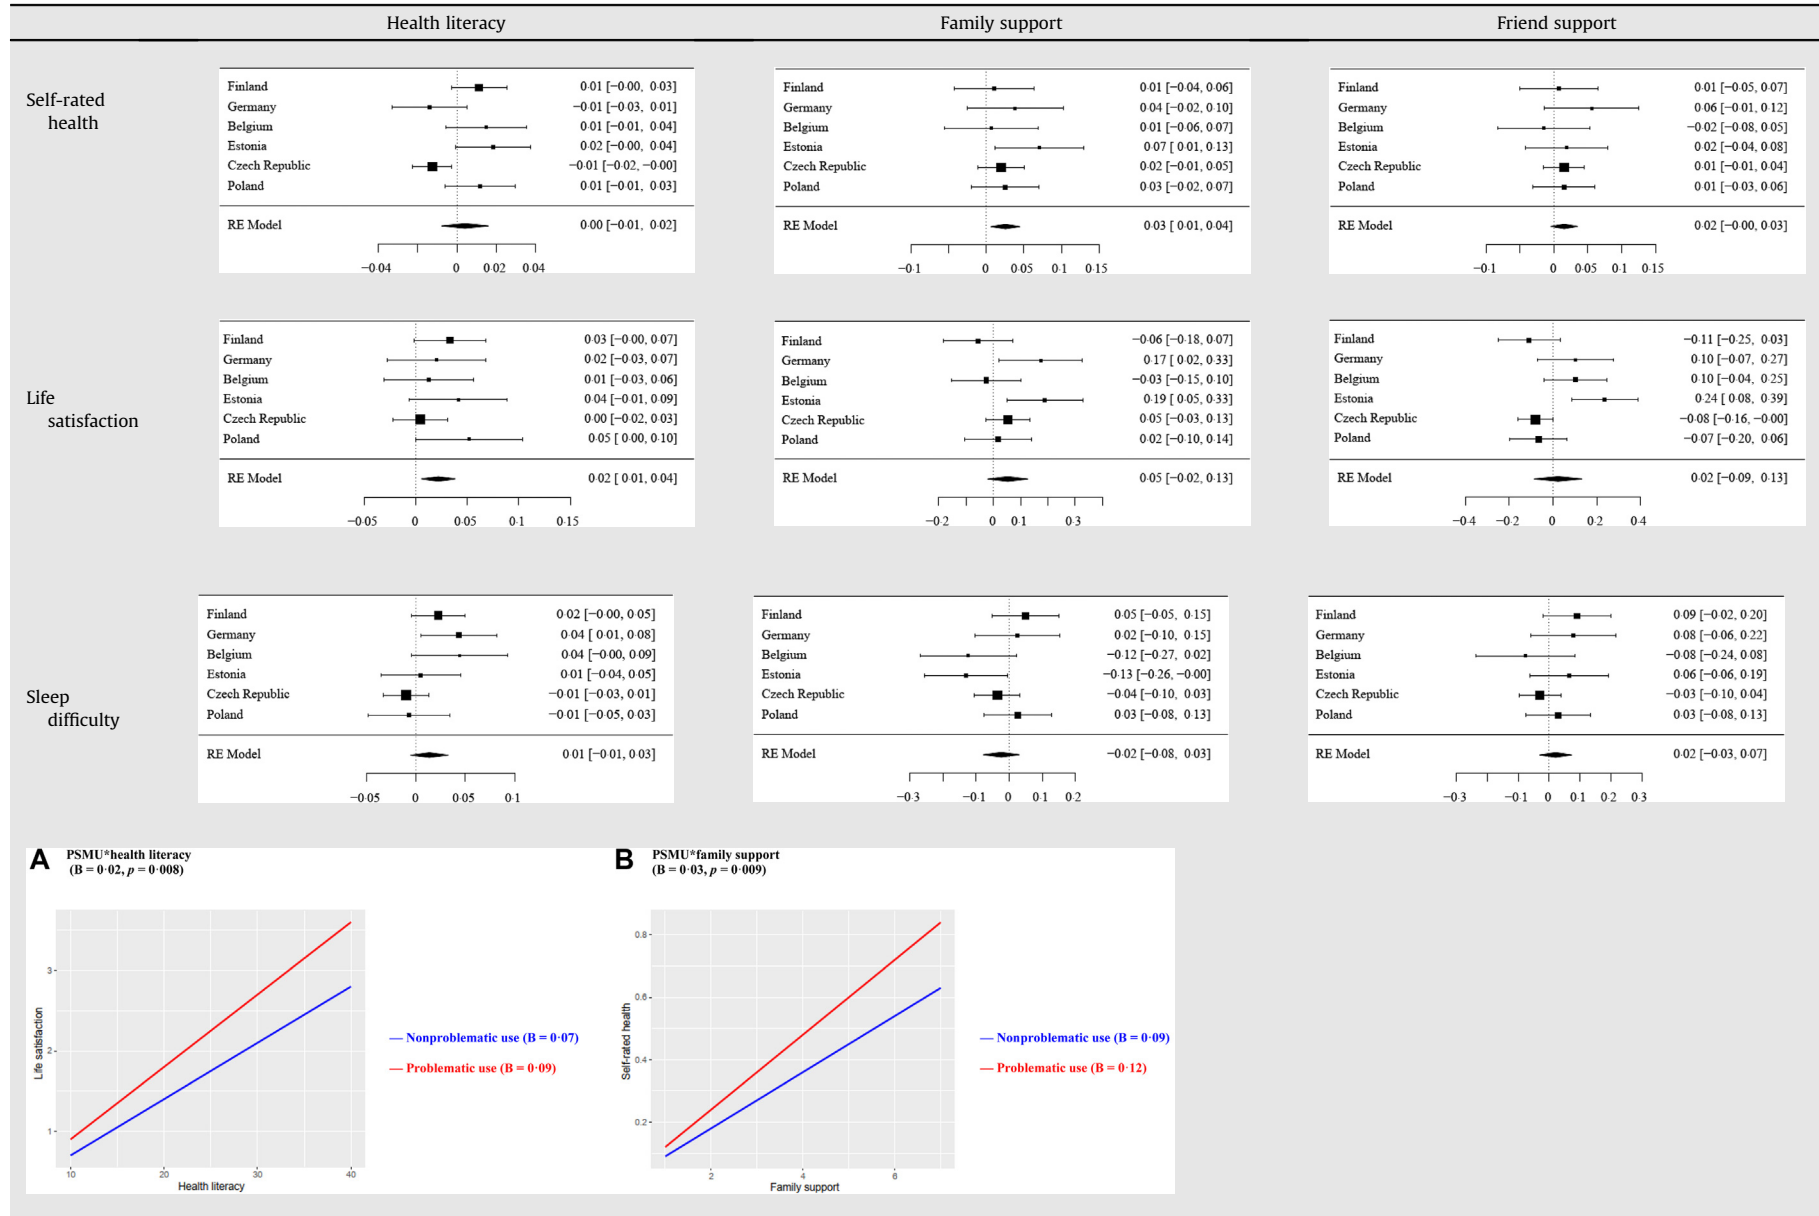 Health literacy Family support Friend support
Self-rated
health
Finland 0·01 [−0·00, 0·03]
Germany −0·01 [−0·03, 0·01]
Belgium 0·01 [−0·01, 0·04]
Estonia 0·02 [−0·00, 0·04]
Czech Republic −0·01 [−0·02, −0·00]
Poland 0·01 [−0·01, 0·03]
RE Model 0·00 [−0·01, 0·02]
−0·04 0 0·02 0·04
Finland 0·01 [−0·04, 0·06]
Germany 0·04 [−0·02, 0·10]
Belgium 0·01 [−0·06, 0·07]
Estonia 0·07 [ 0·01, 0·13]
Czech Republic 0·02 [−0·01, 0·05]
Poland 0·03 [−0·02, 0·07]
RE Model 0·03 [ 0·01, 0·04]
−0·1 0 0·05 0·1 0·15
Finland 0·01 [−0·05, 0·07]
Germany 0·06 [−0·01, 0·12]
Belgium −0·02 [−0·08, 0·05]
Estonia 0·02 [−0·04, 0·08]
Czech Republic 0·01 [−0·01, 0·04]
Poland 0·01 [−0·03, 0·06]
RE Model 0·02 [−0·00, 0·03]
−0·1 0 0·05 0·1 0·15
Life
satisfaction
Finland 0·03 [−0·00, 0·07]
Germany 0·02 [−0·03, 0·07]
Belgium 0·01 [−0·03, 0·06]
Estonia 0·04 [−0·01, 0·09]
Czech Republic 0·00 [−0·02, 0·03]
Poland 0·05 [ 0·00, 0·10]
RE Model 0·02 [ 0·01, 0·04]
−0·05 0 0·05 0·1 0·15
Finland −0·06 [−0·18, 0·07]
Germany 0·17 [ 0·02, 0·33]
Belgium −0·03 [−0·15, 0·10]
Estonia 0·19 [ 0·05, 0·33]
Czech Republic 0·05 [−0·03, 0·13]
Poland 0·02 [−0·10, 0·14]
RE Model 0·05 [−0·02, 0·13]
−0·2 0 0·1 0·3
Finland −0·11 [−0·25, 0·03]
Germany 0·10 [−0·07, 0·27]
Belgium 0·10 [−0·04, 0·25]
Estonia 0·24 [ 0·08, 0·39]
Czech Republic −0·08 [−0·16, −0·00]
Poland −0·07 [−0·20, 0·06]
RE Model 0·02 [−0·09, 0·13]
−0·4 −0·2 0 0·2 0·4
Sleep
difficulty
Finland 0·02 [−0·00, 0·05]
Germany 0·04 [ 0·01, 0·08]
Belgium 0·04 [−0·00, 0·09]
Estonia 0·01 [−0·04, 0·05]
Czech Republic −0·01 [−0·03, 0·01]
Poland −0·01 [−0·05, 0·03]
RE Model 0·01 [−0·01, 0·03]
−0·05 0 0·05 0·1
Finland 0·05 [−0·05, 0·15]
Germany 0·02 [−0·10, 0·15]
Belgium −0·12 [−0·27, 0·02]
Estonia −0·13 [−0·26, −0·00]
Czech Republic −0·04 [−0·10, 0·03]
Poland 0·03 [−0·08, 0·13]
RE Model −0·02 [−0·08, 0·03]
−0·3 −0·1 0 0·1 0·2
Finland 0·09 [−0·02, 0·20]
Germany 0·08 [−0·06, 0·22]
Belgium −0·08 [−0·24, 0·08]
Estonia 0·06 [−0·06, 0·19]
Czech Republic −0·03 [−0·10, 0·04]
Poland 0·03 [−0·08, 0·13]
RE Model 0·02 [−0·03, 0·07]
−0·3 −0·1 0 0·1 0·2 0·3
A PSMU*health literacy
(B = 0·02, p = 0·008)
Life satisfaction
3
2
1
10 20 30 40
Health literacy
Nonproblematic use (B = 0·07)
Problematic use (B = 0·09)
B PSMU*family support
(B = 0·03, p = 0·009)
Self-rated health
0.8
0.6
0.4
0.2
2 4 6
Family support
Nonproblematic use (B = 0·09)
Problematic use (B = 0·12)